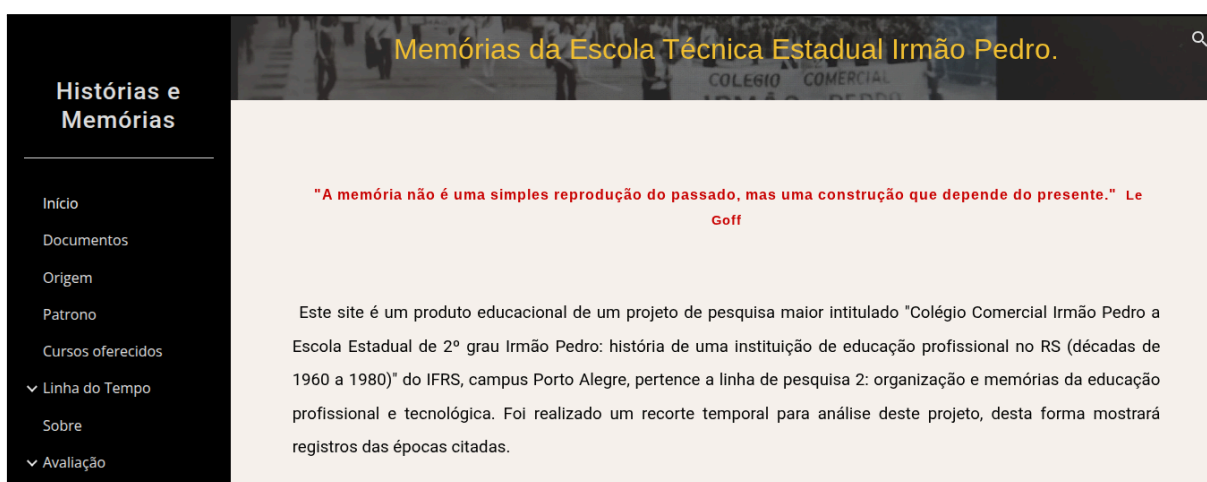 Histórias e
Memórias
Início
Documentos
Origem
Patrono
Cursos oferecidos
Linha do Tempo
Sobre
Avaliação
Memórias da Escola Técnica Estadual Irmão Pedro.
COLEGIO COMERCIAL
IRMÃO PEDRO
"A memória não é uma simples reprodução do passado, mas uma construção que depende do presente." Le
Goff
Este site é um produto educacional de um projeto de pesquisa maior intitulado "Colégio Comercial Irmão Pedro a
Escola Estadual de 2º grau Irmão Pedro: história de uma instituição de educação profissional no RS (décadas de
1960 a 1980)" do IFRS, campus Porto Alegre, pertence a linha de pesquisa 2: organização e memórias da educação
profissional e tecnológica. Foi realizado um recorte temporal para análise deste projeto, desta forma mostrará
registros das épocas citadas.